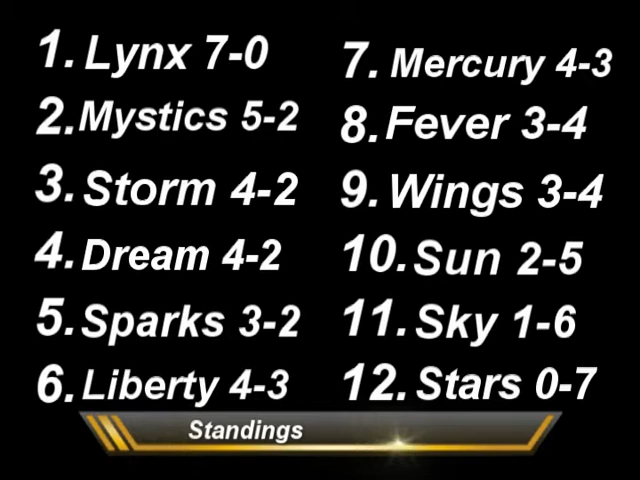 1. Lynx 7-0
2. Mystics 5-2
3. Storm 4-2
4. Dream 4-2
5. Sparks 3-2
6. Liberty 4-3
7. Mercury 4-3
8. Fever 3-4
9. Wings 3-4
10. Sun 2-5
11. Sky 1-6
12. Stars 0-7
Standings